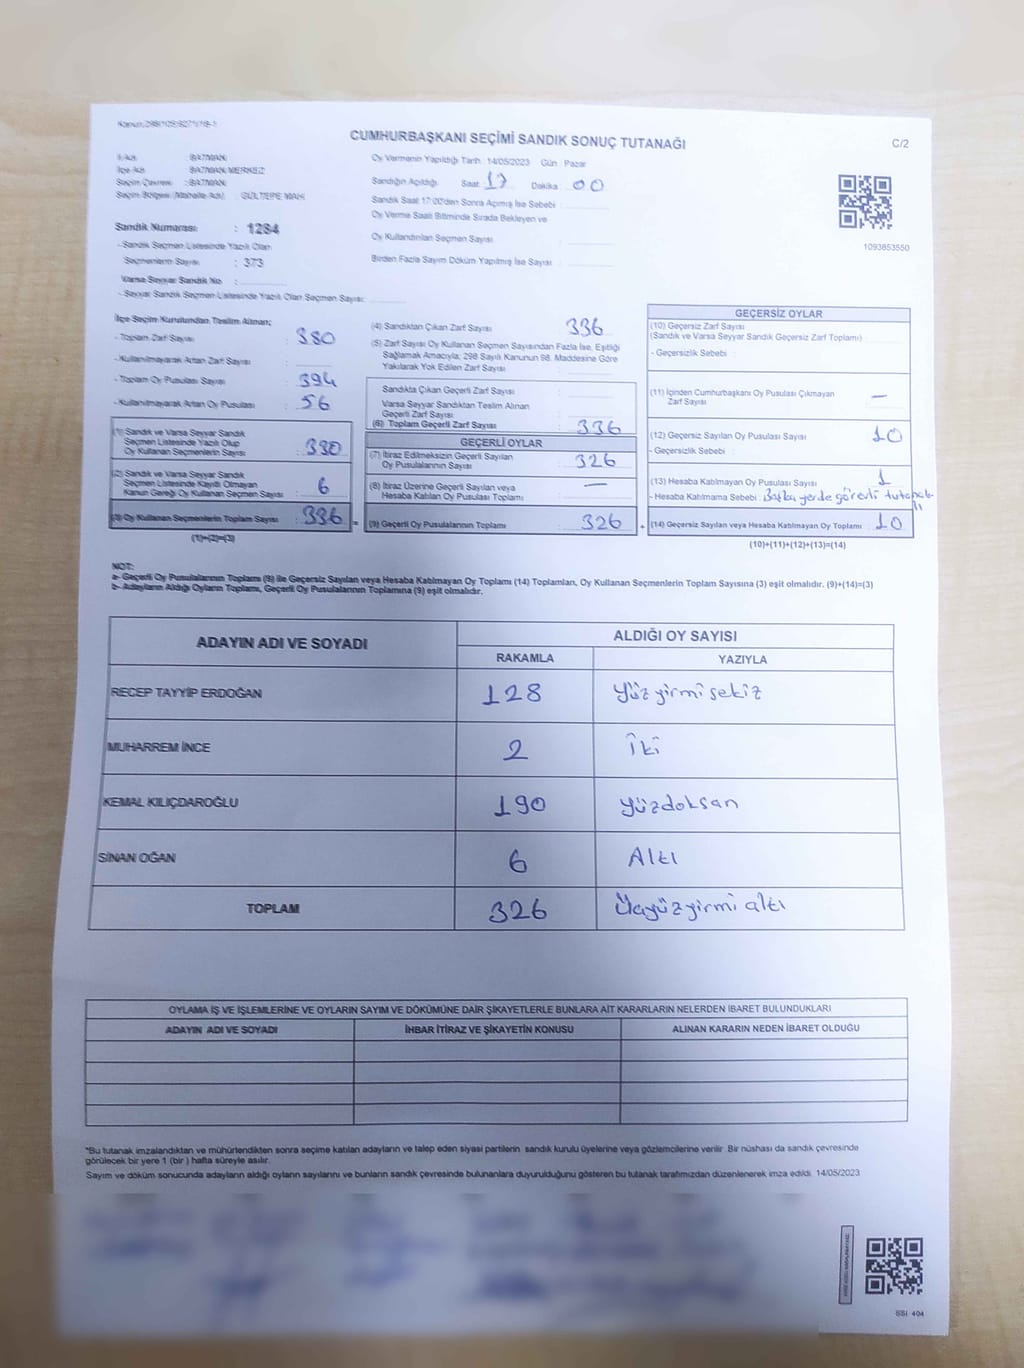 Kanun: 298/105;6271/18-1
CUMHURBAŞKANI SEÇİMİ SANDIK SONUÇ TUTANAĞI
C/2
İl Adı : BATMAN
İlçe Adı : BATMAN MERKEZ
Seçim Çevresi : BATMAN
Seçim Bölgesi (Mahalle Adı) : GÜLTEPE MAH.
Sandık Numarası : 1284
- Sandık Seçmen Listesinde Yazılı Olan
Seçmenlerin Sayısı : 373
Varsa Seyyar Sandık No :
- Seyyar Sandık Seçmen Listesinde Yazılı Olan Seçmen Sayısı:
Oy Vermenin Yapıldığı Tarih: 14/05/2023 Gün : Pazar
Sandığın Açıldığı Saat: 17 Dakika: 00
Sandık Saat 17:00'den Sonra Açılmış İse Sebebi :
Oy Verme Saati Bitiminde Sırada Bekleyen ve
Oy Kullandırılan Seçmen Sayısı :
Birden Fazla Sayım Döküm Yapılmış İse Sayısı :
1093853550
İlçe Seçim Kurulundan Teslim Alınan;
- Toplam Zarf Sayısı : 380
- Kullanılmayarak Artan Zarf Sayısı :
- Toplam Oy Pusulası Sayısı : 394
- Kullanılmayarak Artan Oy Pusulası : 56
(1) Sandık ve Varsa Seyyar Sandık
Seçmen Listesinde Yazılı Olup
Oy Kullanan Seçmenlerin Sayısı : 330
(2) Sandık ve Varsa Seyyar Sandık
Seçmen Listesinde Kayıtlı Olmayan
Kanun Gereği Oy Kullanan Seçmen Sayısı : 6
(3) Oy Kullanan Seçmenlerin Toplam Sayısı : 336
(1)+(2)=(3)
(4) Sandıktan Çıkan Zarf Sayısı : 336
(5) Zarf Sayısı Oy Kullanan Seçmen Sayısından Fazla İse, Eşitliği
Sağlamak Amacıyla; 298 Sayılı Kanunun 98. Maddesine Göre
Yakılarak Yok Edilen Zarf Sayısı :
Sandıkta Çıkan Geçerli Zarf Sayısı :
Varsa Seyyar Sandıktan Teslim Alınan
Geçerli Zarf Sayısı :
(6) Toplam Geçerli Zarf Sayısı : 336
GEÇERLİ OYLAR
(7) İtiraz Edilmeksizin Geçerli Sayılan
Oy Pusulalarının Sayısı : 326
(8) İtiraz Üzerine Geçerli Sayılan veya
Hesaba Katılan Oy Pusulası Toplamı : —
= (9) Geçerli Oy Pusulalarının Toplamı : 326 +
GEÇERSİZ OYLAR
(10) Geçersiz Zarf Sayısı
(Sandık ve Varsa Seyyar Sandık Geçersiz Zarf Toplamı) :
- Geçersizlik Sebebi :
(11) İçinden Cumhurbaşkanı Oy Pusulası Çıkmayan
Zarf Sayısı : —
(12) Geçersiz Sayılan Oy Pusulası Sayısı : 10
- Geçersizlik Sebebi :
(13) Hesaba Katılmayan Oy Pusulası Sayısı : 1
- Hesaba Katılmama Sebebi : Başka yerde görevli
(14) Geçersiz Sayılan veya Hesaba Katılmayan Oy Toplamı : 10
(10)+(11)+(12)+(13)=(14)
NOT:
a- Geçerli Oy Pusulalarının Toplamı (9) ile Geçersiz Sayılan veya Hesaba Katılmayan Oy Toplamı (14) Toplamları, Oy Kullanan Seçmenlerin Toplam Sayısına (3) eşit olmalıdır. (9)+(14)=(3)
b- Adayların Aldığı Oyların Toplamı, Geçerli Oy Pusulalarının Toplamına (9) eşit olmalıdır.
ADAYIN ADI VE SOYADI
ALDIĞI OY SAYISI
RAKAMLA YAZIYLA
RECEP TAYYİP ERDOĞAN 128 Yüz yirmi sekiz
MUHARREM İNCE 2 İki
KEMAL KILIÇDAROĞLU 190 yüzdoksan
SİNAN OĞAN 6 Altı
TOPLAM 326 Üçyüzyirmi altı
OYLAMA İŞ VE İŞLEMLERİNE VE OYLARIN SAYIM VE DÖKÜMÜNE DAİR ŞİKAYETLERLE BUNLARA AİT KARARLARIN NELERDEN İBARET BULUNDUKLARI
ADAYIN ADI VE SOYADI İHBAR İTİRAZ VE ŞİKAYETİN KONUSU ALINAN KARARIN NEDEN İBARET OLDUĞU
*Bu tutanak imzalandıktan ve mühürlendikten sonra seçime katılan adayların ve talep eden siyasi partilerin sandık kurulu üyelerine veya gözlemcilerine verilir. Bir nüshası da sandık çevresinde
görülecek bir yere 1 (bir ) hafta süreyle asılır.
Sayım ve döküm sonucunda adayların aldığı oyların sayılarını ve bunların sandık çevresinde bulunanlara duyurulduğunu gösteren bu tutanak tarafımızdan düzenlenerek imza edildi. 14/05/2023
SSI 404